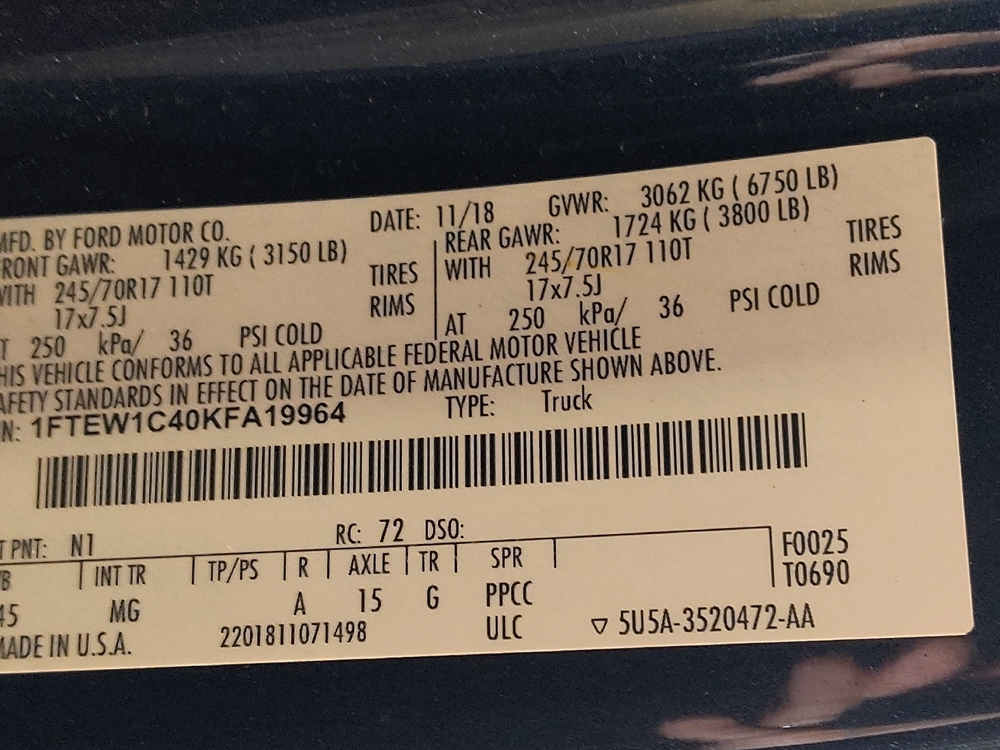 MFD. BY FORD MOTOR CO. DATE: 11/18 GVWR: 3062 KG ( 6750 LB)
RONT GAWR: 1429 KG ( 3150 LB) REAR GAWR: 1724 KG ( 3800 LB)
WITH 245/70R17 110T TIRES WITH 245/70R17 110T TIRES
17x7.5J RIMS 17x7.5J RIMS
T 250 kPa/ 36 PSI COLD AT 250 kPa/ 36 PSI COLD
HIS VEHICLE CONFORMS TO ALL APPLICABLE FEDERAL MOTOR VEHICLE
AFETY STANDARDS IN EFFECT ON THE DATE OF MANUFACTURE SHOWN ABOVE.
N: 1FTEW1C40KFA19964 TYPE: Truck
T PNT: N1 RC: 72 DSO:
B INT TR TP/PS R AXLE TR SPR F0025
45 MG A 15 G PPCC T0690
MADE IN U.S.A. 2201811071498 ULC ▽ 5U5A-3520472-AA